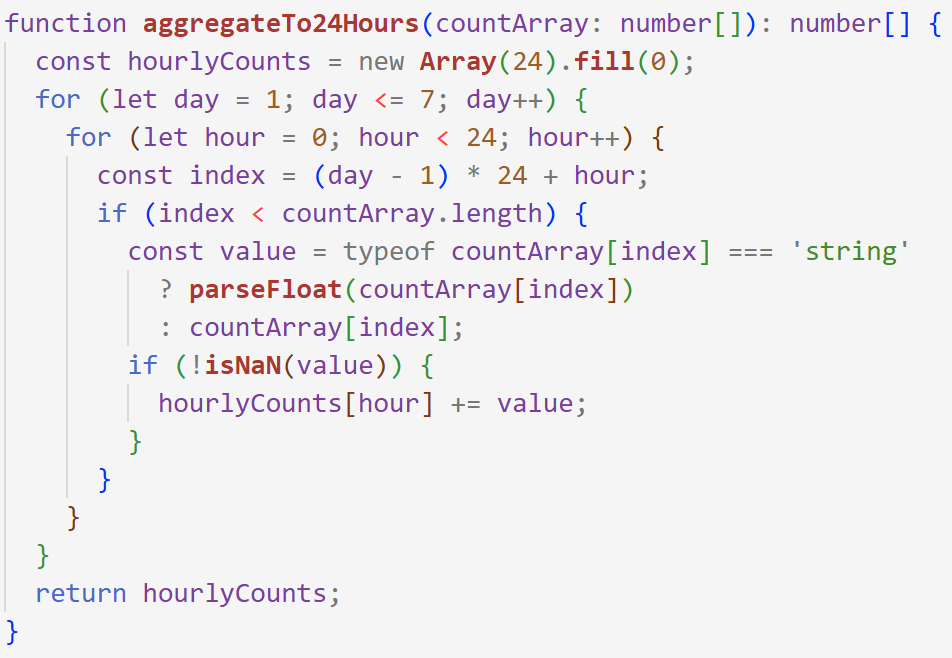 function aggregateTo24Hours(countArray: number[]): number[] {
  const hourlyCounts = new Array(24).fill(0);
  for (let day = 1; day <= 7; day++) {
    for (let hour = 0; hour < 24; hour++) {
      const index = (day - 1) * 24 + hour;
      if (index < countArray.length) {
        const value = typeof countArray[index] === 'string'
          ? parseFloat(countArray[index])
          : countArray[index];
        if (!isNaN(value)) {
          hourlyCounts[hour] += value;
        }
      }
    }
  }
  return hourlyCounts;
}